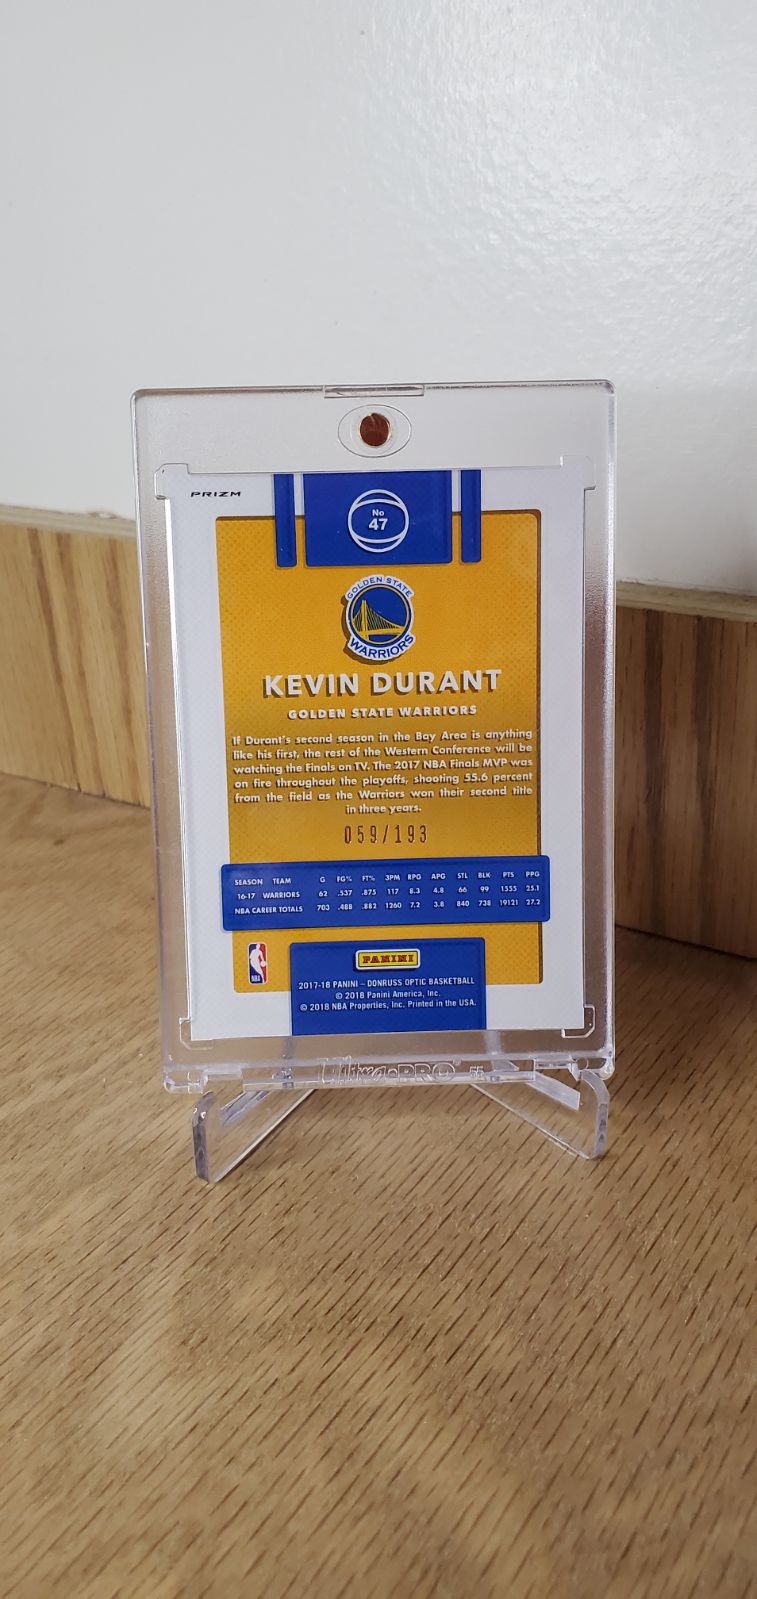 PRIZM
No
47
GOLDEN STATE
WARRIORS
KEVIN DURANT
GOLDEN STATE WARRIORS
If Durant's second season in the Bay Area is anything
like his first, the rest of the Western Conference will be
watching the Finals on TV. The 2017 NBA Finals MVP was
on fire throughout the playoffs, shooting 55.6 percent
from the field as the Warriors won their second title
in three years.
059/193
SEASON TEAM G FG% FT% 3PM RPG APG STL BLK PTS PPG
16-17 WARRIORS 62 .537 .875 117 8.3 4.8 66 99 1555 25.1
NBA CAREER TOTALS 703 .488 .882 1260 7.2 3.8 840 738 19121 27.2
NBA
PANINI
2017-18 PANINI – DONRUSS OPTIC BASKETBALL
© 2018 Panini America, Inc.
© 2018 NBA Properties, Inc. Printed in the USA.
Ultra•PRO 55